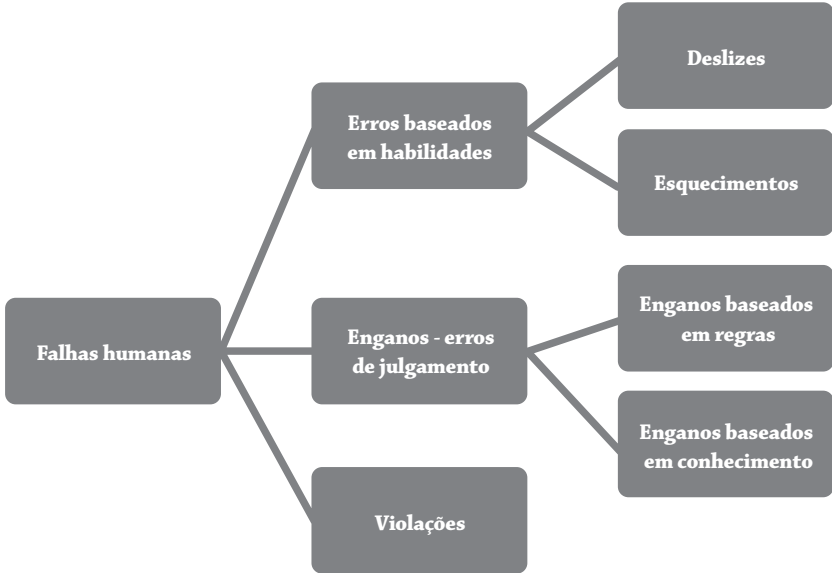 Falhas humanas
Erros baseados
em habilidades
Deslizes
Esquecimentos
Enganos - erros
de julgamento
Enganos baseados
em regras
Enganos baseados
em conhecimento
Violações